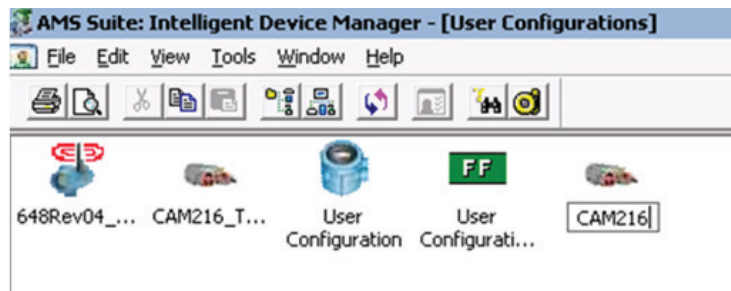 AMS Suite: Intelligent Device Manager - [User Configurations]
File Edit View Tools Window Help
FF
648Rev04_... CAM216_T... User Configuration User Configurati... CAM216